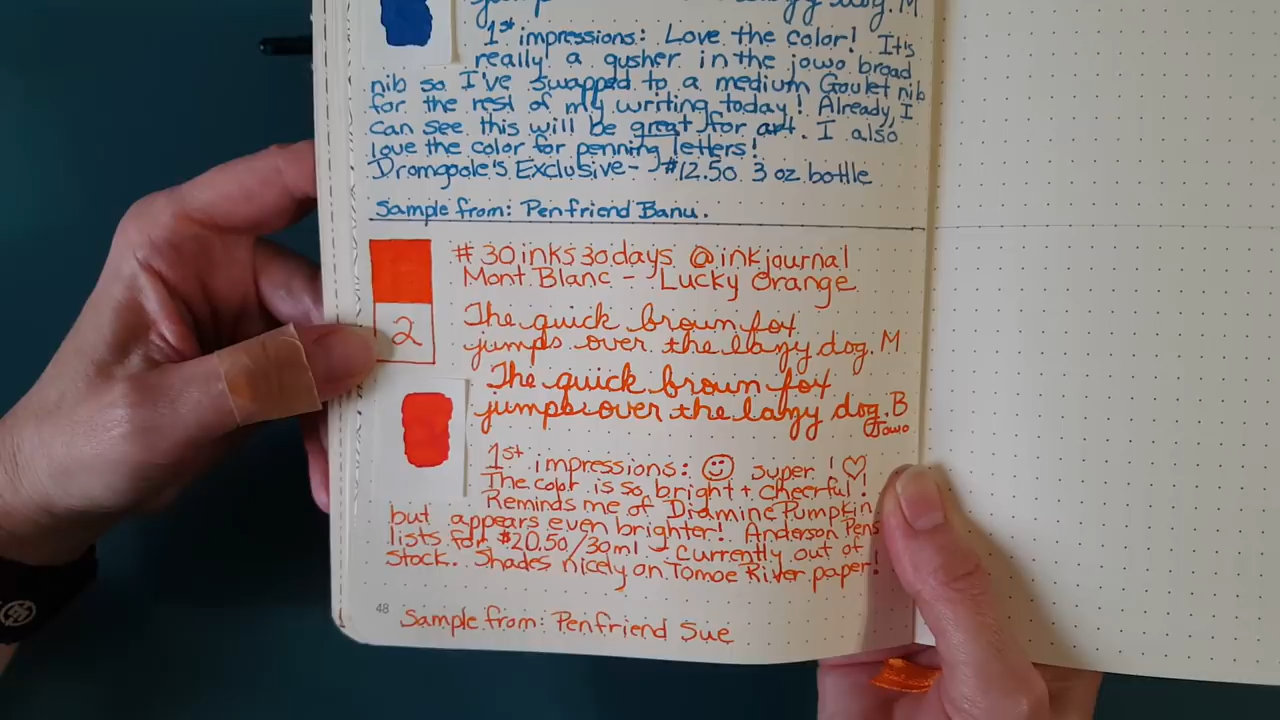 jumps lazy dog. M
1st impressions: Love the color! It's
really a gusher in the jowo broad
nib so I've swapped to a medium Goulet nib
for the rest of my writing today! Already, I
can see this will be great for art. I also
love the color for penning letters!
Dromgoole's Exclusive - $12.50 3 oz bottle
Sample from: Penfriend Banu.
#30inks30days @inkjournal
Mont Blanc - Lucky Orange
2
The quick brown fox
jumps over the lazy dog. M
The quick brown fox
jumps over the lazy dog. B
Jowo
1st impressions: ☺ super! ♡
The color is so bright + cheerful!
Reminds me of Diamine Pumpkin
but appears even brighter! Anderson Pens
lists for $20.50/30ml - Currently out of
stock. Shades nicely on Tomoe River paper!
48
Sample from: Penfriend Sue